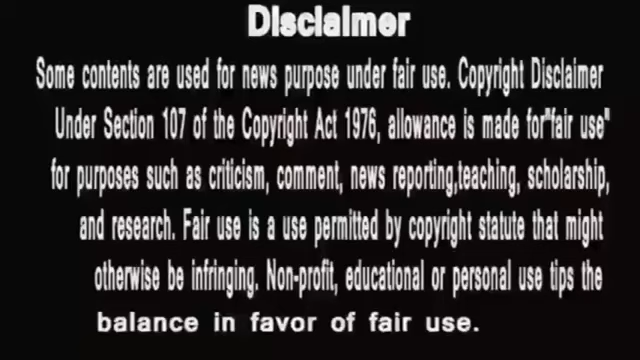 Disclaimer
Some contents are used for news purpose under fair use. Copyright Disclaimer
Under Section 107 of the Copyright Act 1976, allowance is made for"fair use"
for purposes such as criticism, comment, news reporting,teaching, scholarship,
and research. Fair use is a use permitted by copyright statute that might
otherwise be infringing. Non-profit, educational or personal use tips the
balance in favor of fair use.